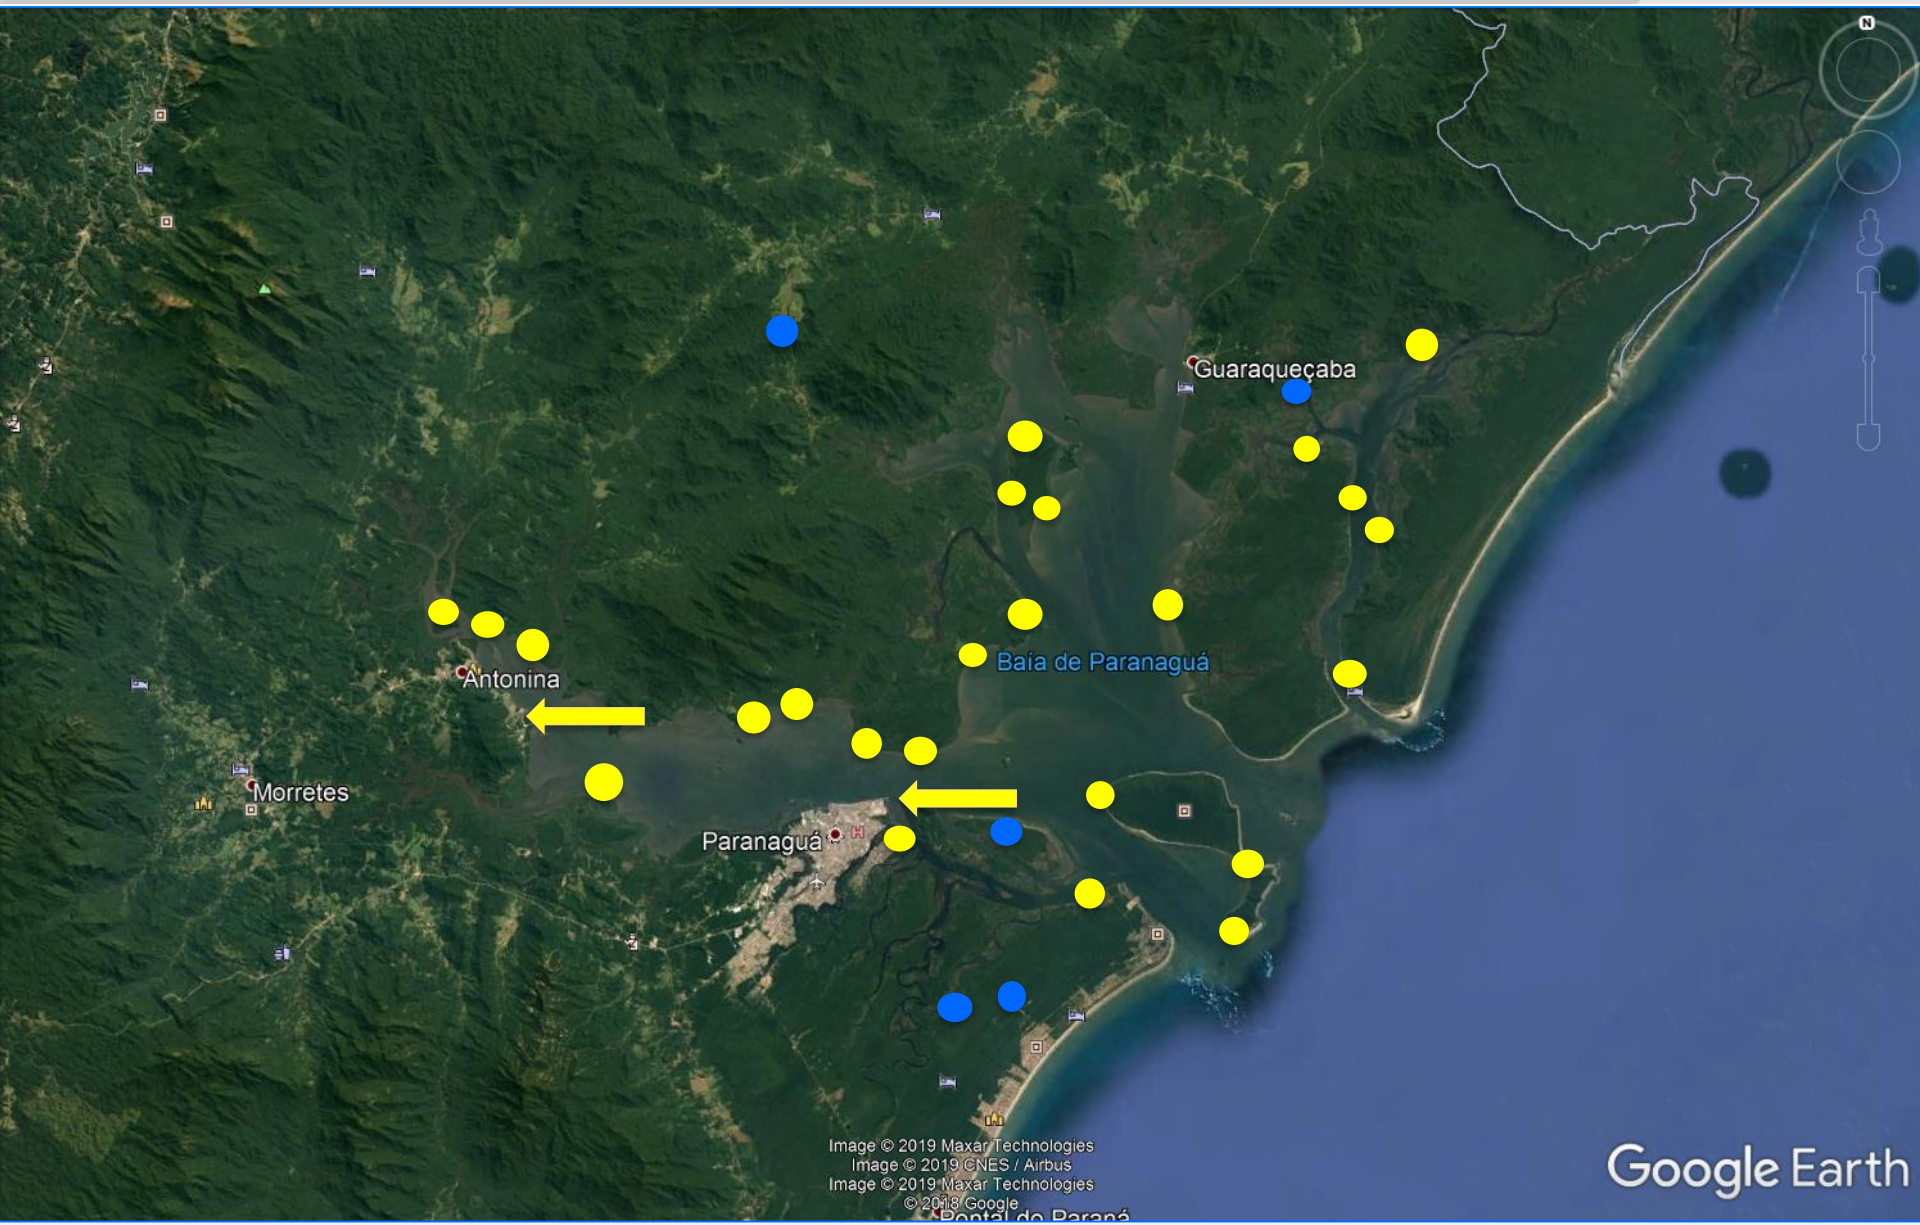 N
Guaraqueçaba
Baía de Paranaguá
Antonina
Morretes
Paranaguá
H
Image © 2019 Maxar Technologies
Image © 2019 CNES / Airbus
Image © 2019 Maxar Technologies
© 2018 Google
Pontal do Paraná
Google Earth